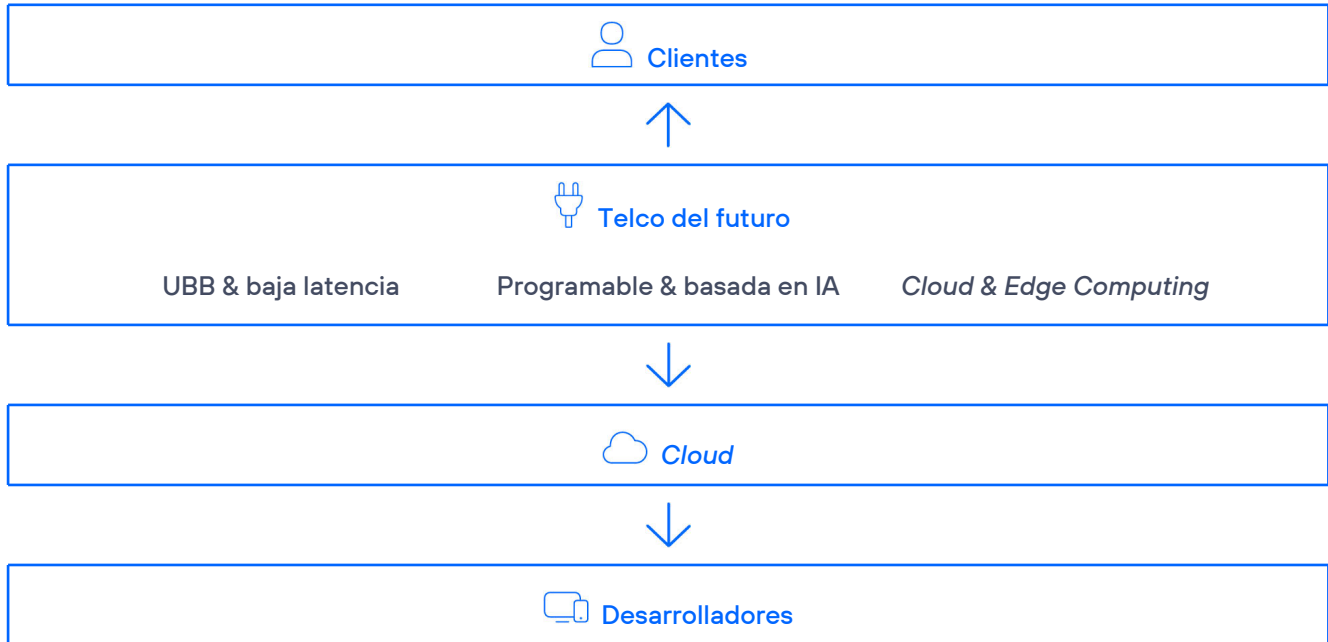 Clientes
Telco del futuro
UBB & baja latencia
Programable & basada en IA
Cloud & Edge Computing
Cloud
Desarrolladores